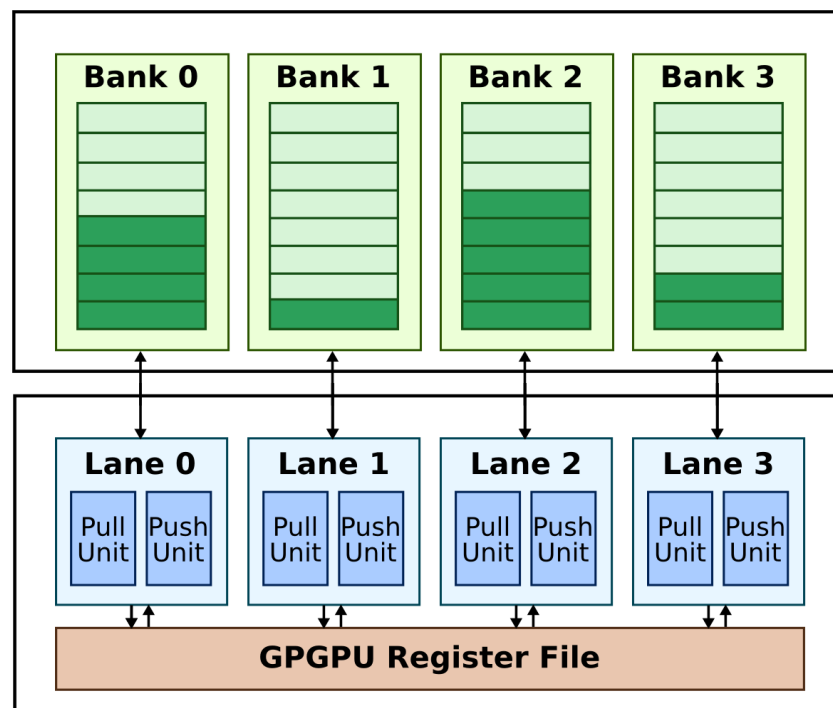 Bank 0
Bank 1
Bank 2
Bank 3
Lane 0
Lane 1
Lane 2
Lane 3
Pull
Unit
Push
Unit
Pull
Unit
Push
Unit
Pull
Unit
Push
Unit
Pull
Unit
Push
Unit
GPGPU Register File